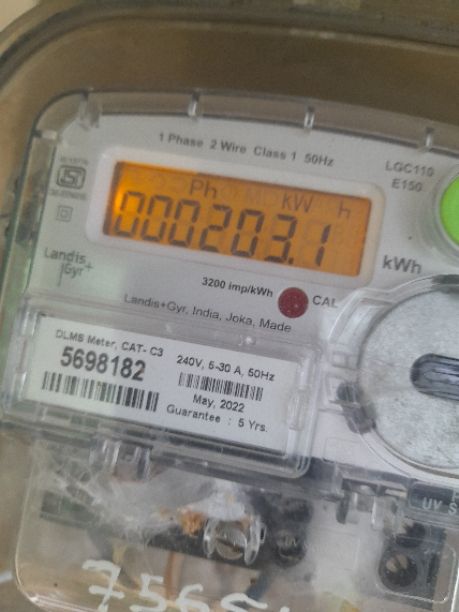 1 Phase 2 Wire Class 1 50Hz
LGC110
E150
Ph kW h
000203.1
kWh
Landis+
Gyr
3200 imp/kWh
CAL
Landis+Gyr, India, Joka, Made
DLMS Meter, CAT- C3
5698182
240V, 5-30 A, 50Hz
May, 2022
Guarantee : 5 Yrs.
UV